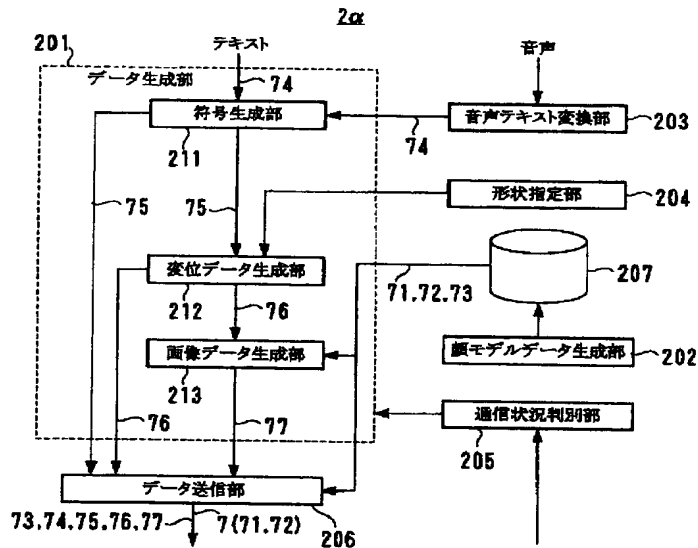 2α
201
テキスト
音声
データ生成部
74
符号生成部
音声テキスト変換部
203
211
74
75
75
形状指定部
204
変位データ生成部
207
71,72,73
212
76
画像データ生成部
顔モデルデータ生成部
202
213
76
77
通信状況判別部
205
データ送信部
73,74,75,76,77
7(71,72)
206